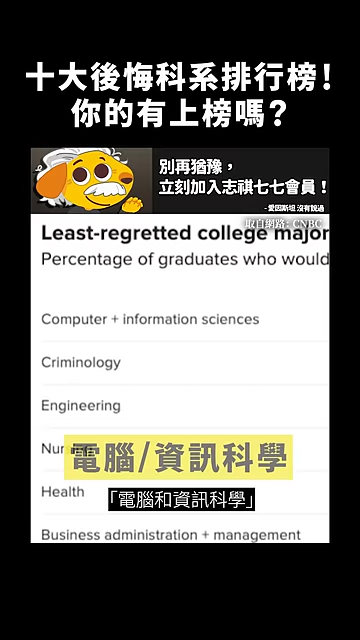 十大後悔科系排行榜！
你的有上榜嗎？
別再猶豫，
立刻加入志祺七七會員！
- 愛因斯坦 沒有說過
取自網路：CNBC
Least-regretted college major
Percentage of graduates who would
Computer + information sciences
Criminology
Engineering
電腦/資訊科學
Health
「電腦和資訊科學」
Business administration + management